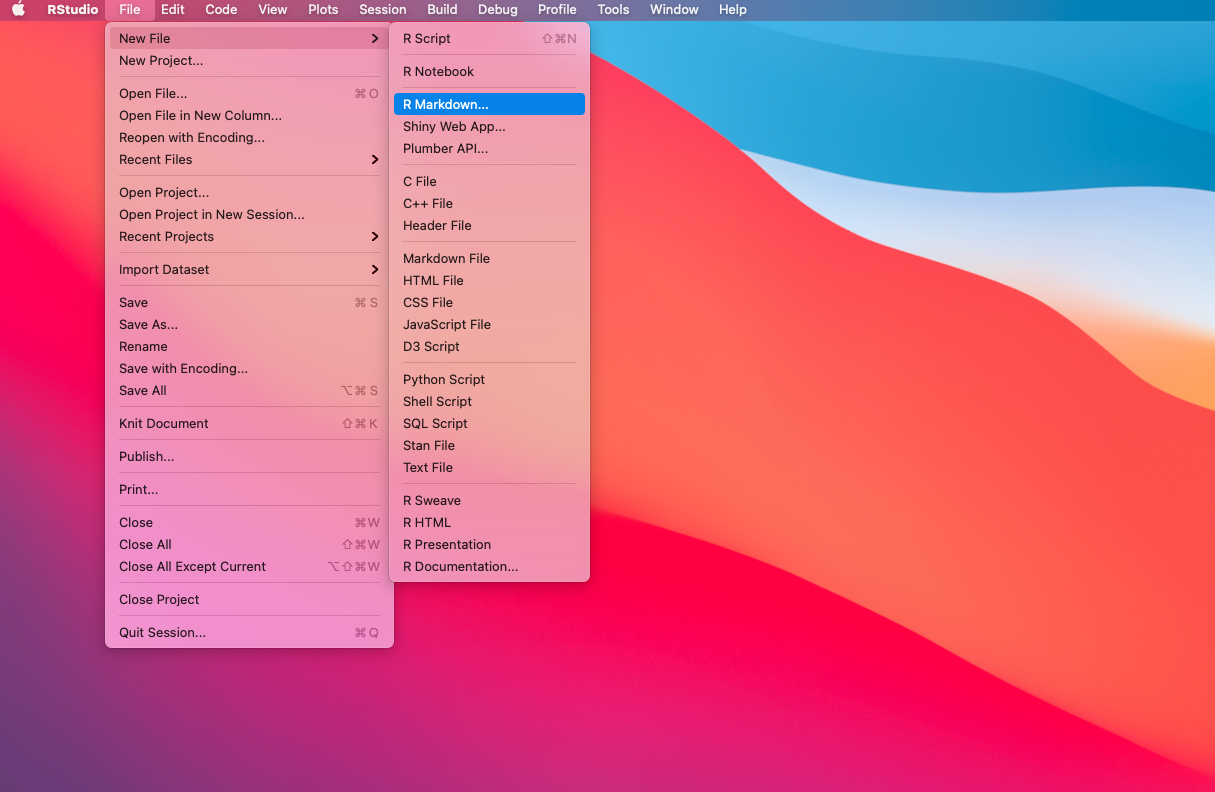 RStudio File Edit Code View Plots Session Build Debug Profile Tools Window Help
New File
New Project...
Open File... ⌘O
Open File in New Column...
Reopen with Encoding...
Recent Files
Open Project...
Open Project in New Session...
Recent Projects
Import Dataset
Save ⌘S
Save As...
Rename
Save with Encoding...
Save All ⌥⌘S
Knit Document ⇧⌘K
Publish...
Print...
Close ⌘W
Close All ⇧⌘W
Close All Except Current ⌥⇧⌘W
Close Project
Quit Session... ⌘Q
R Script ⇧⌘N
R Notebook
R Markdown...
Shiny Web App...
Plumber API...
C File
C++ File
Header File
Markdown File
HTML File
CSS File
JavaScript File
D3 Script
Python Script
Shell Script
SQL Script
Stan File
Text File
R Sweave
R HTML
R Presentation
R Documentation...